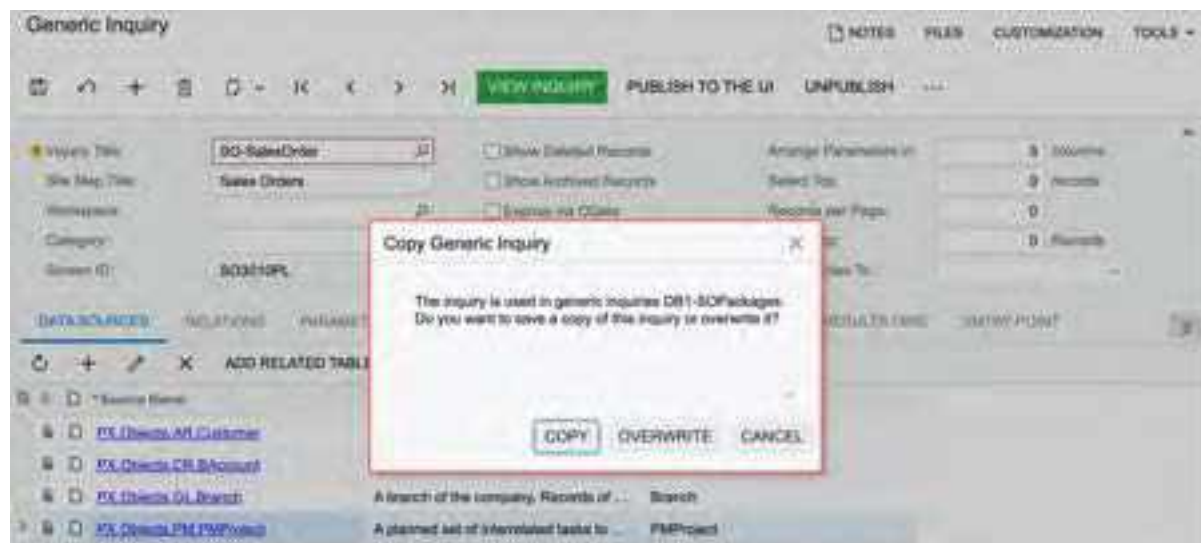 Generic Inquiry
NOTES FILES CUSTOMIZATION TOOLS
VIEW INQUIRY PUBLISH TO THE UI UNPUBLISH
Inquiry Title: SO-SalesOrder Show Deleted Records Arrange Parameters in: columns
Site Map Title: Sales Orders Show Archived Records Select Top: 0 records
Workspace: Expose via OData Records per Page: 0
Category: 0 Records
Screen ID: SO3010PL
Copy Generic Inquiry
The inquiry is used in generic inquiries DB1-SOPackages.
Do you want to save a copy of this inquiry or overwrite it?
COPY OVERWRITE CANCEL
DATA SOURCES RELATIONS ENTRY POINT
ADD RELATED TABLE
*Source Name
PX.Objects.AR.Customer
PX.Objects.CR.BAccount
PX.Objects.GL.Branch A branch of the company. Records of ... Branch
PX.Objects.PM.PMProject A planned set of interrelated tasks to ... PMProject